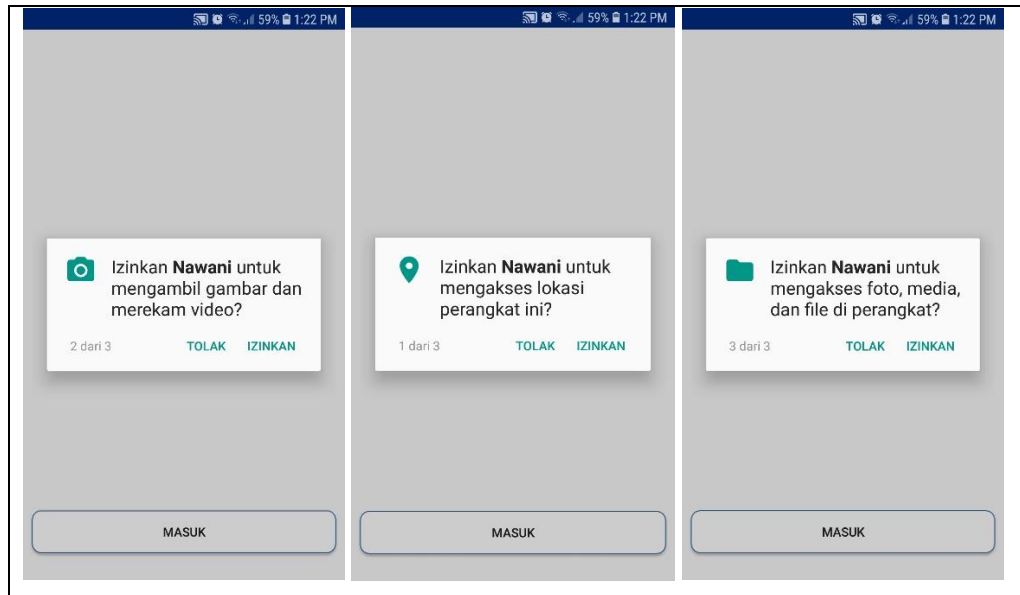 59% 1:22 PM
Izinkan Nawani untuk
mengambil gambar dan
merekam video?
2 dari 3
TOLAK
IZINKAN
MASUK
59% 1:22 PM
Izinkan Nawani untuk
mengakses lokasi
perangkat ini?
1 dari 3
TOLAK
IZINKAN
MASUK
59% 1:22 PM
Izinkan Nawani untuk
mengakses foto, media,
dan file di perangkat?
3 dari 3
TOLAK
IZINKAN
MASUK